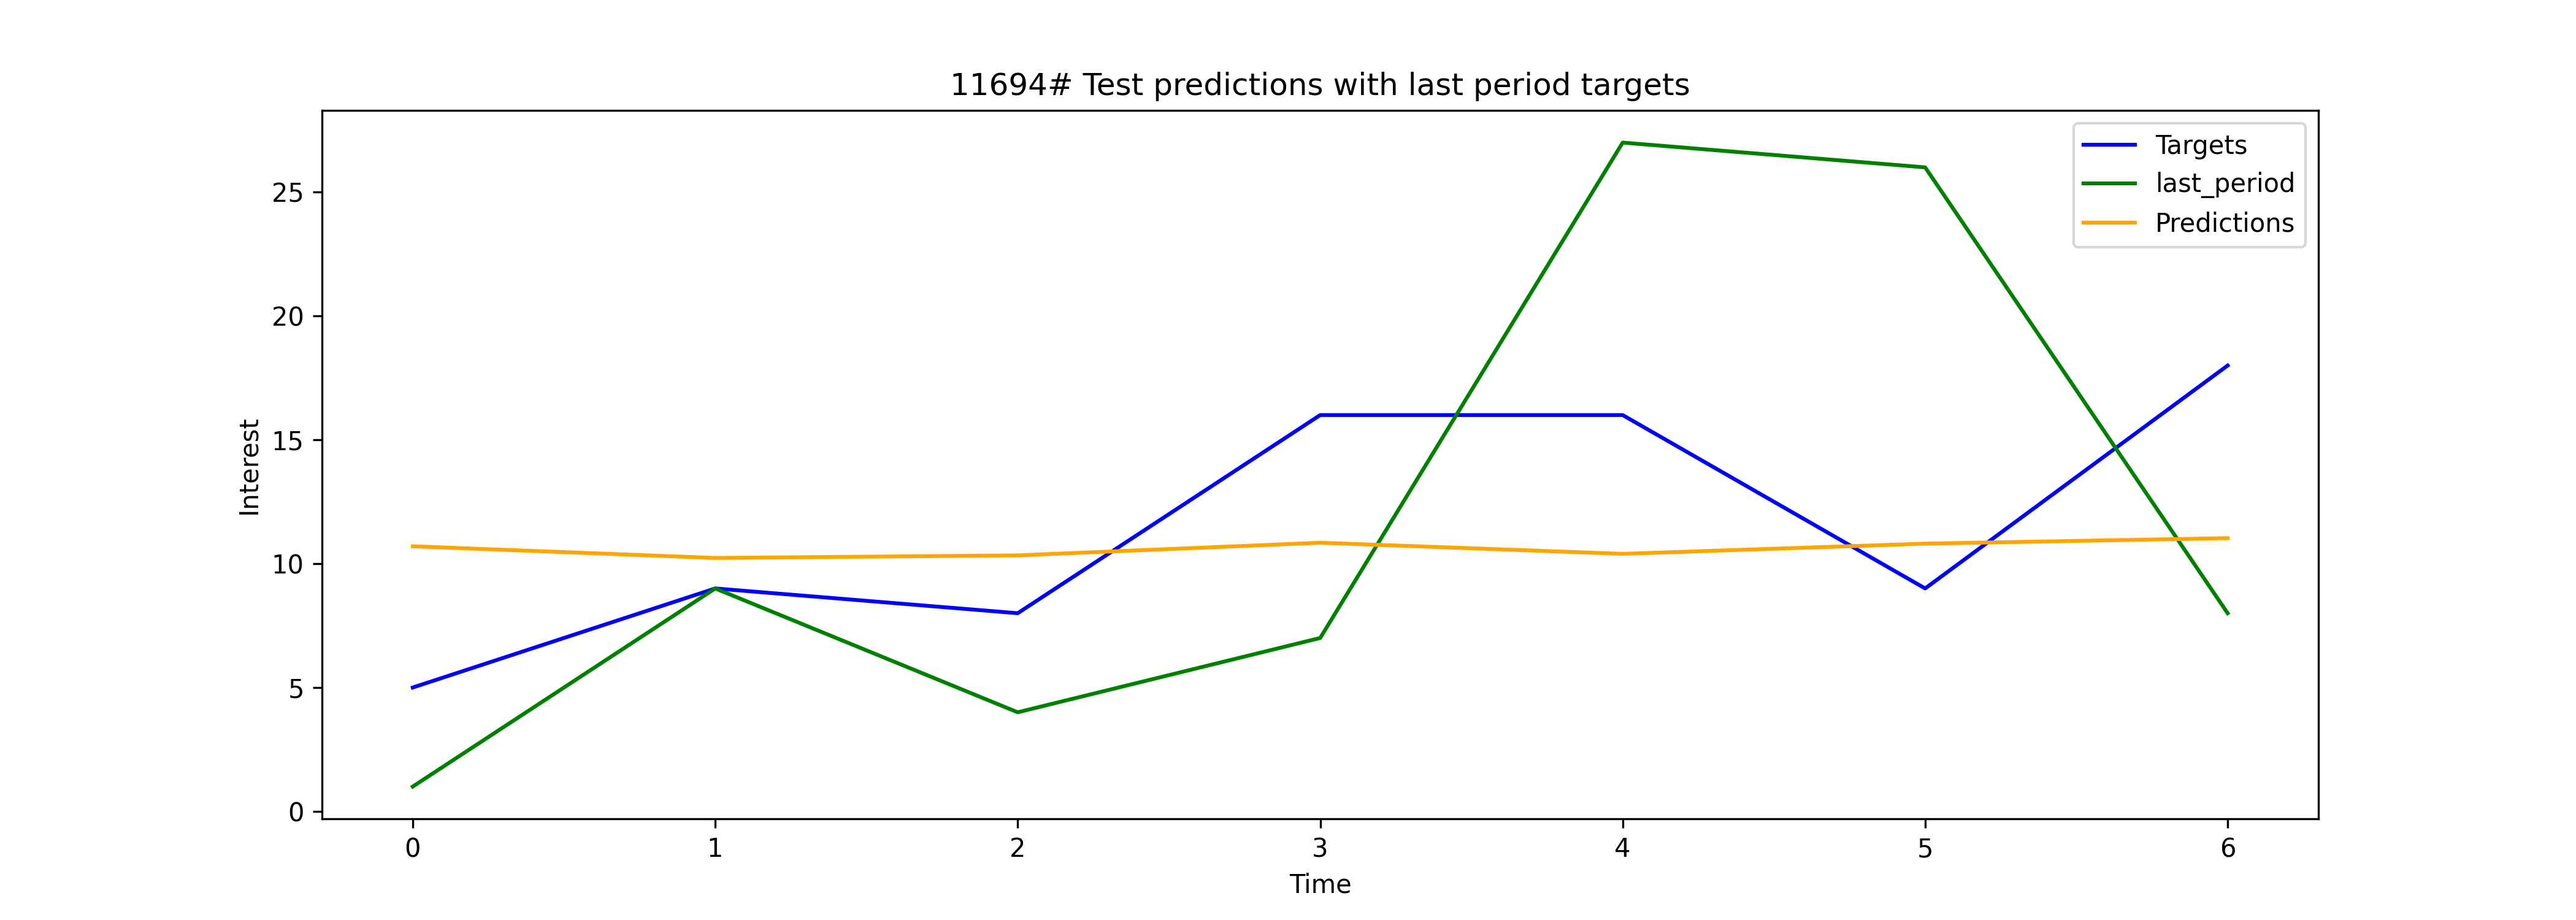 11694# Test predictions with last period targets
Targets
last_period
Predictions
Interest
25
20
15
10
5
0
0 1 2 3 4 5 6
Time